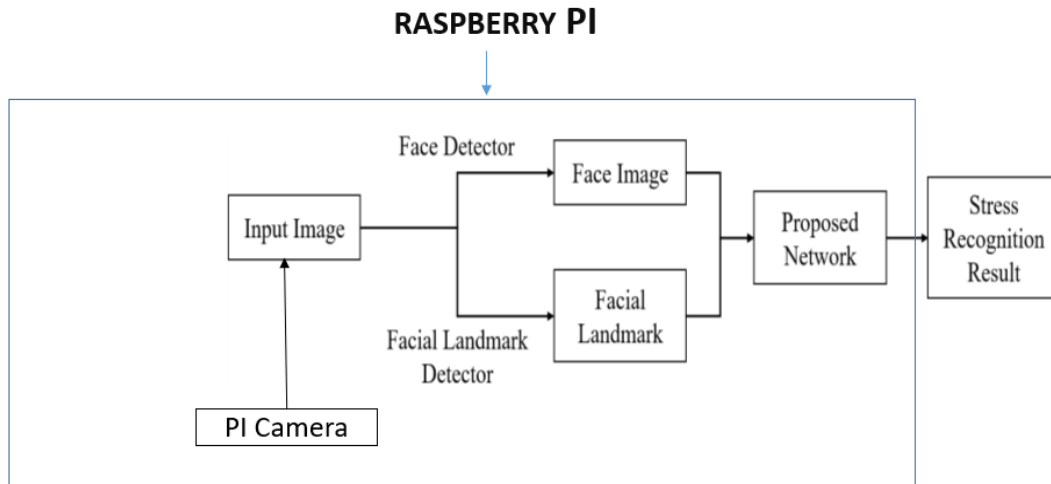 RASPBERRY PI
Face Detector
Face Image
Input Image
Proposed
Network
Stress
Recognition
Result
Facial
Landmark
Facial Landmark
Detector
PI Camera